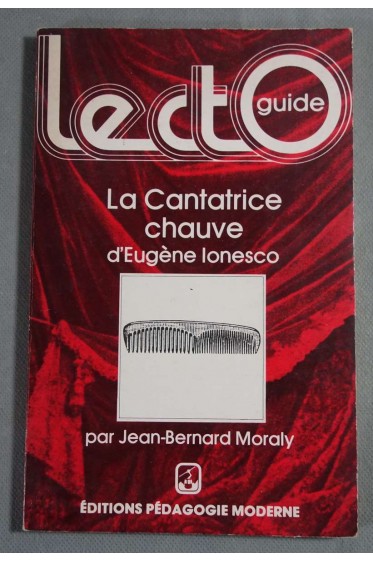 lecto
guide
La Cantatrice
chauve
d'Eugène Ionesco
par Jean-Bernard Moraly
ÉDITIONS PÉDAGOGIE MODERNE